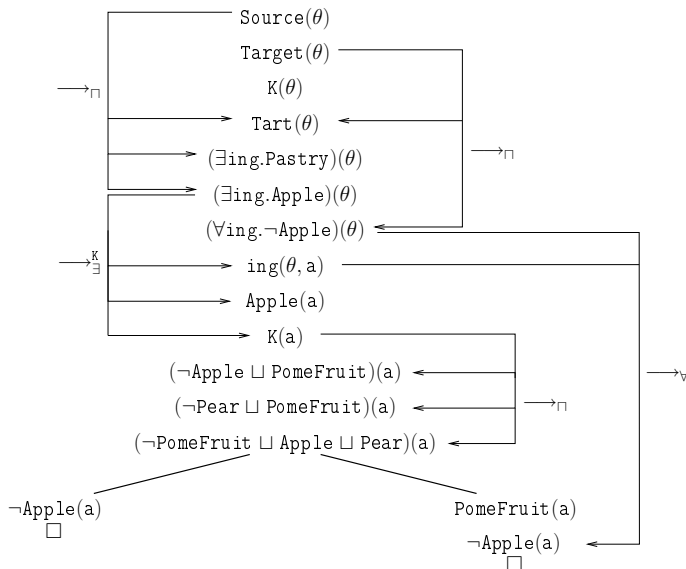 Source(θ)
Target(θ)
K(θ)
⟶⊓
Tart(θ)
(∃ing.Pastry)(θ)
⟶⊓
(∃ing.Apple)(θ)
(∀ing.¬Apple)(θ)
⟶∃K
ing(θ, a)
Apple(a)
K(a)
(¬Apple ⊔ PomeFruit)(a)
⟶∀
(¬Pear ⊔ PomeFruit)(a)
⟶⊓
(¬PomeFruit ⊔ Apple ⊔ Pear)(a)
¬Apple(a)
□
PomeFruit(a)
¬Apple(a)
□